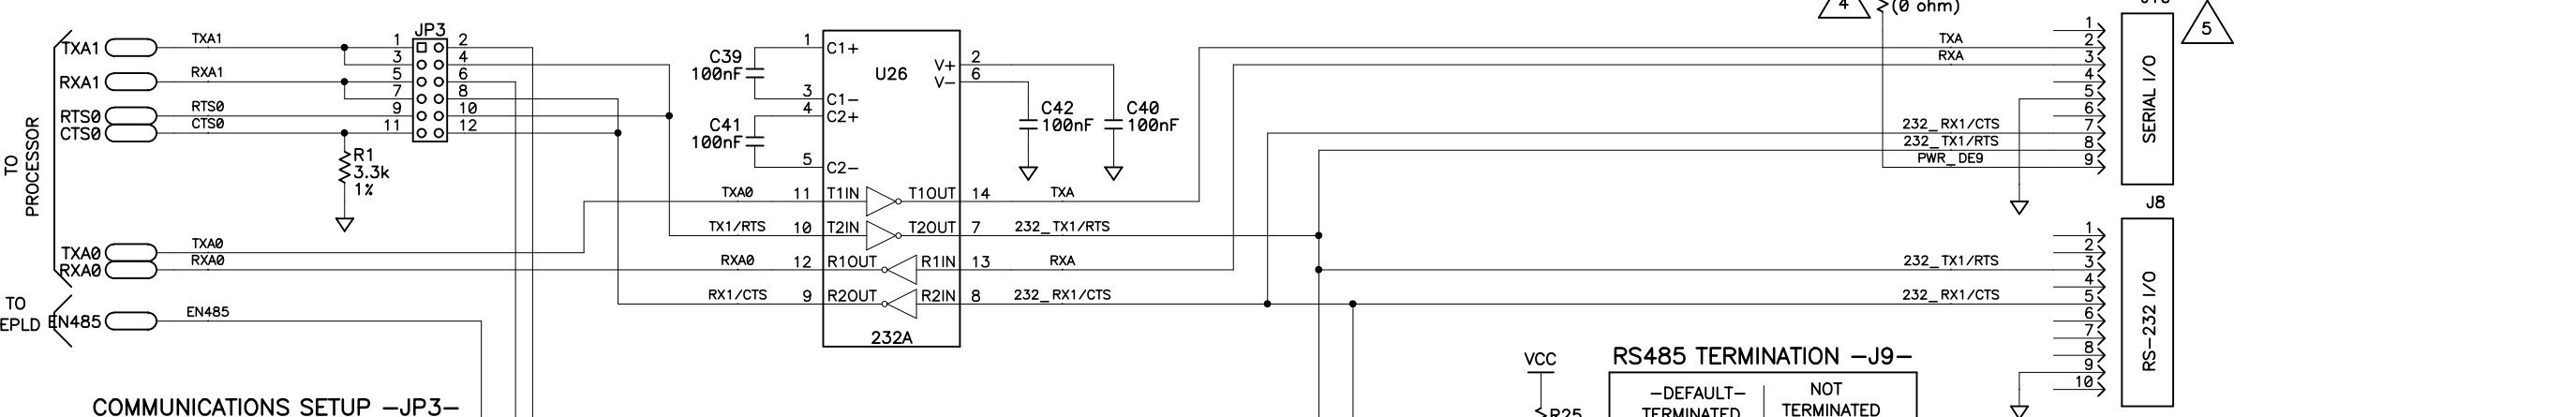 4
(0 ohm)
5
TO
PROCESSOR
TXA1
TXA1
RXA1
RXA1
RTS0
RTS0
CTS0
CTS0
R1
3.3k
1%
TXA0
TXA0
RXA0
RXA0
TO
EPLD
EN485
EN485
JP3
1 2
3 4
5 6
7 8
9 10
11 12
C39
100nF
C41
100nF
U26
1 C1+
3 C1-
4 C2+
5 C2-
V+ 2
V- 6
C42
100nF
C40
100nF
TXA0 11 T1IN T1OUT 14 TXA
TX1/RTS 10 T2IN T2OUT 7 232_TX1/RTS
RXA0 12 R1OUT R1IN 13 RXA
RX1/CTS 9 R2OUT R2IN 8 232_RX1/CTS
232A
1
TXA 2
RXA 3
4
5
6
232_RX1/CTS 7
232_TX1/RTS 8
PWR_DE9 9
SERIAL I/O
J8
1
2
232_TX1/RTS 3
4
232_RX1/CTS 5
6
7
8
9
10
RS-232 I/O
COMMUNICATIONS SETUP -JP3-
VCC
R25
RS485 TERMINATION -J9-
-DEFAULT-
TERMINATED
NOT
TERMINATED